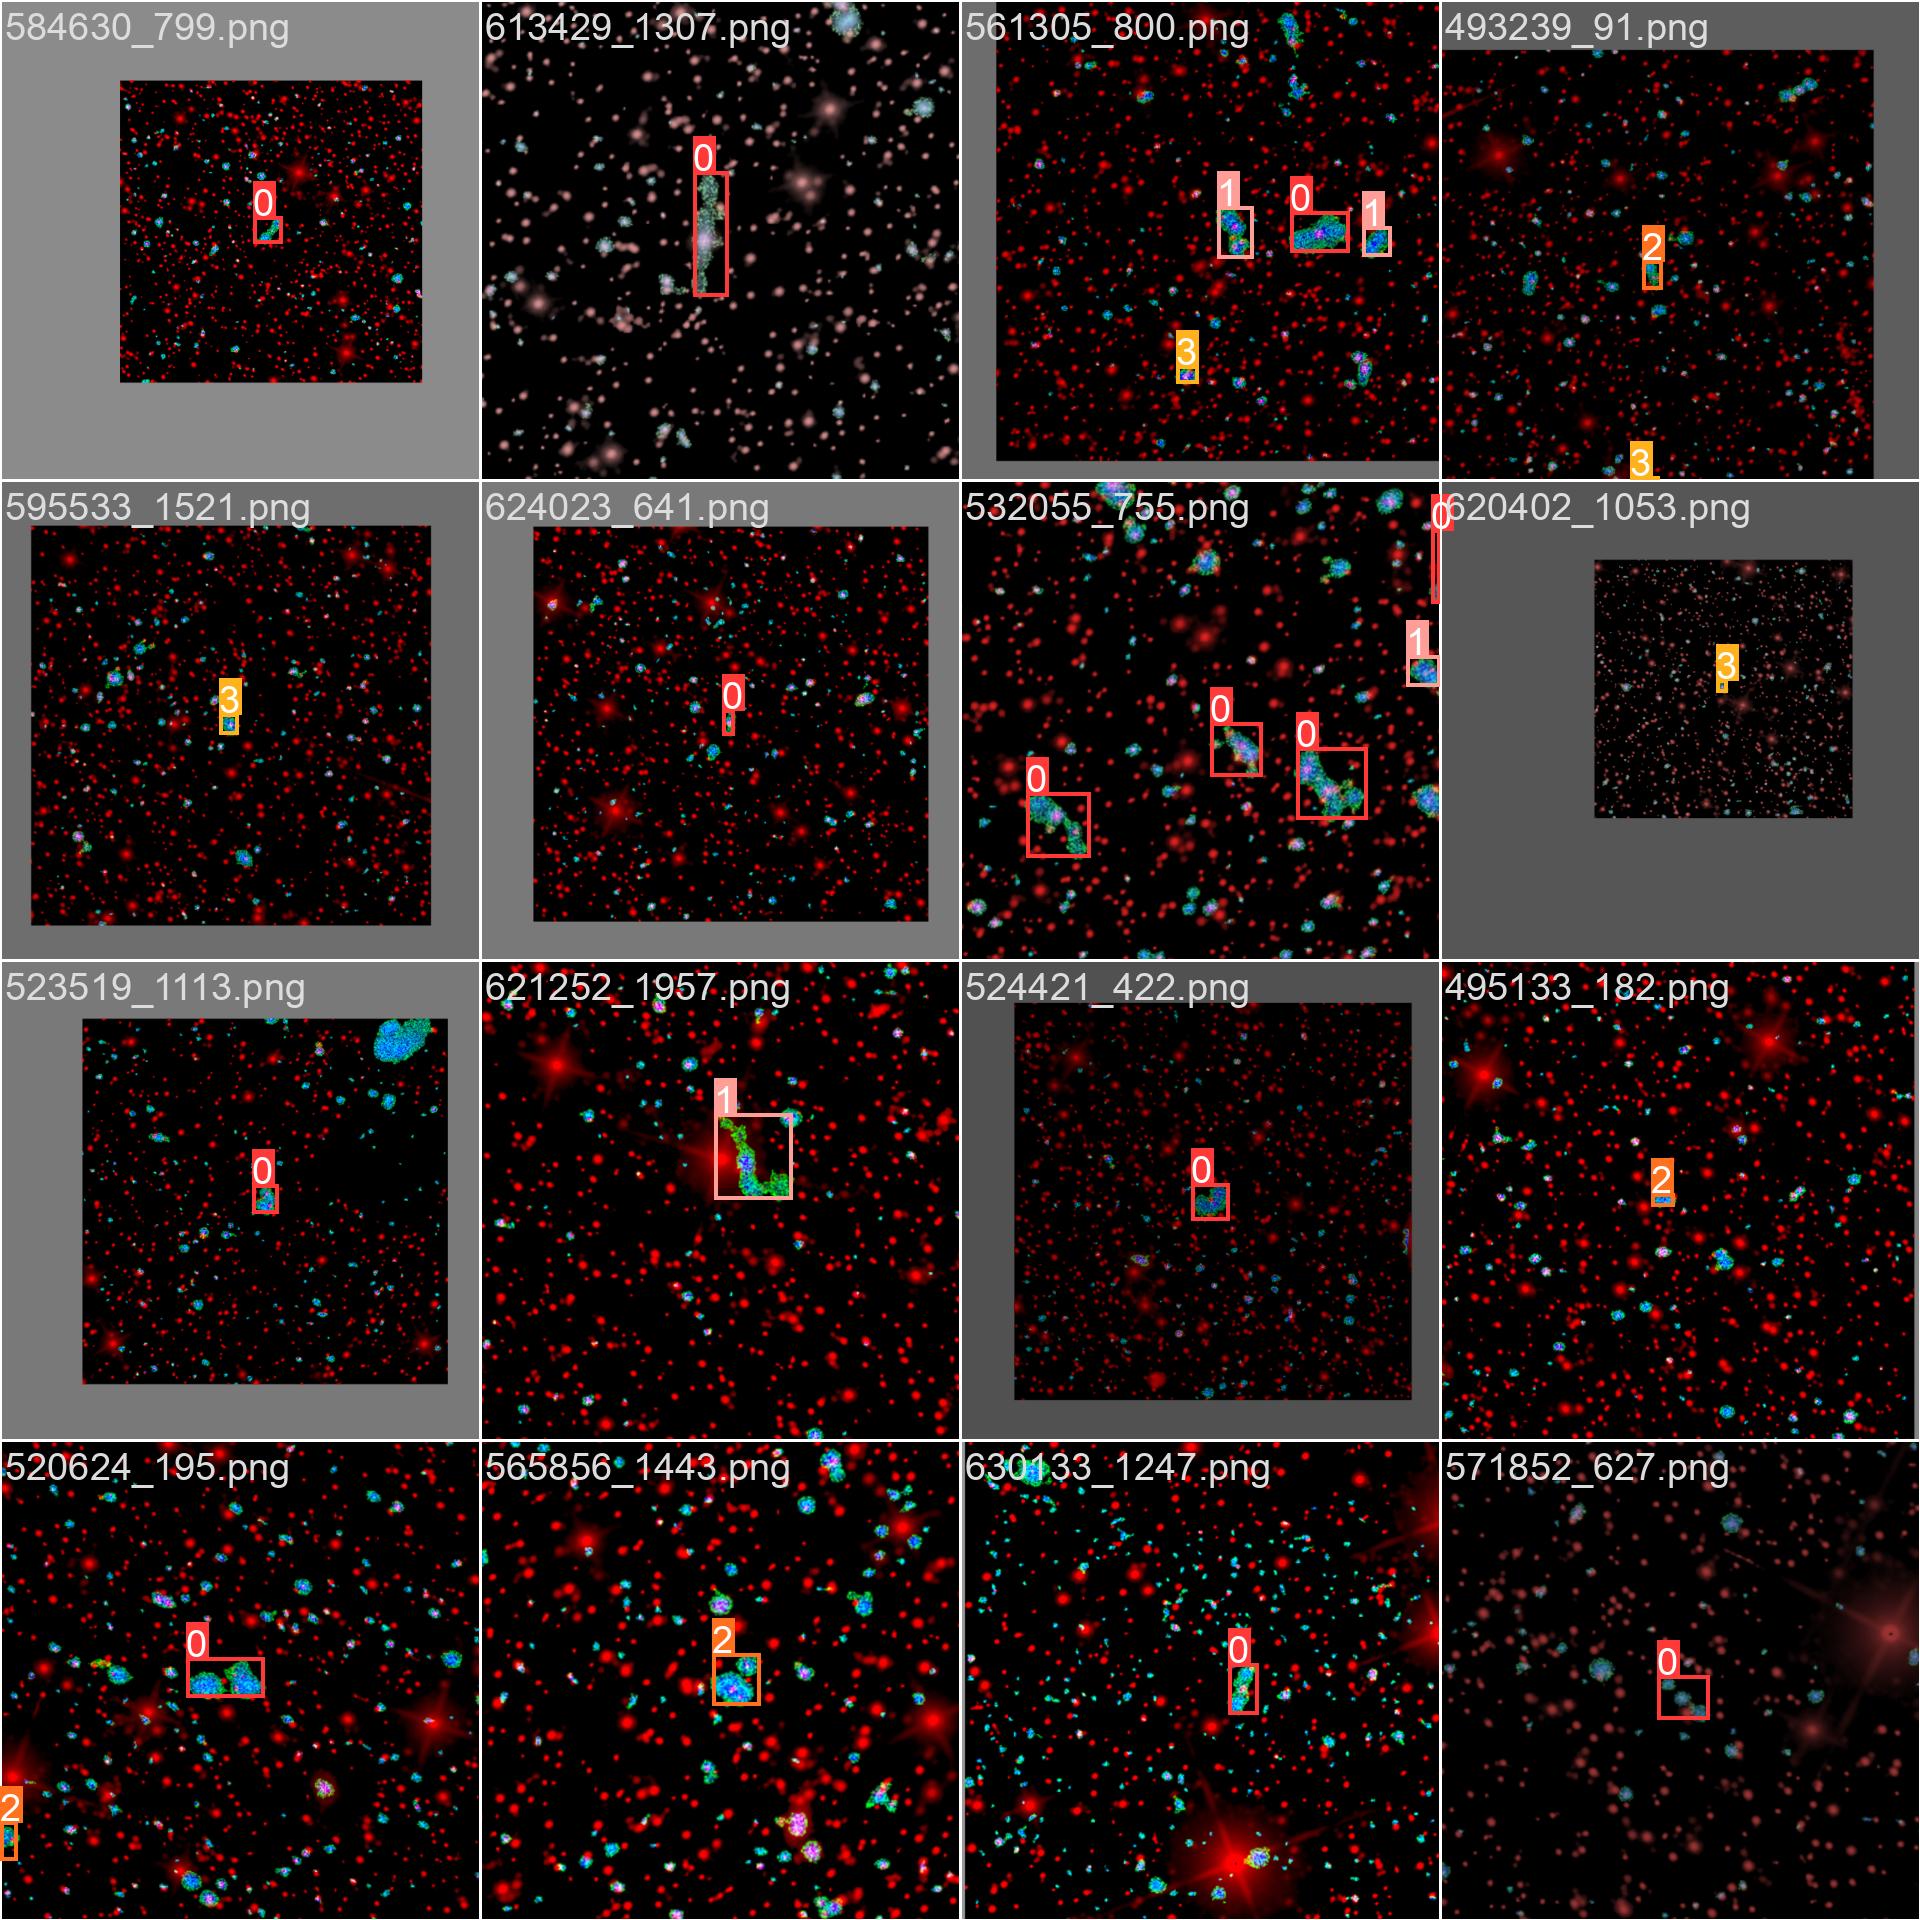 584630_799.png
613429_1307.png
561305_800.png
493239_91.png
0
0
1
0
1
3
2
3
595533_1521.png
624023_641.png
532055_755.png
0
620402_1053.png
3
0
0
0
0
1
3
523519_1113.png
621252_1957.png
524421_422.png
495133_182.png
0
1
0
2
520624_195.png
565856_1443.png
630133_1247.png
571852_627.png
0
2
2
0
0